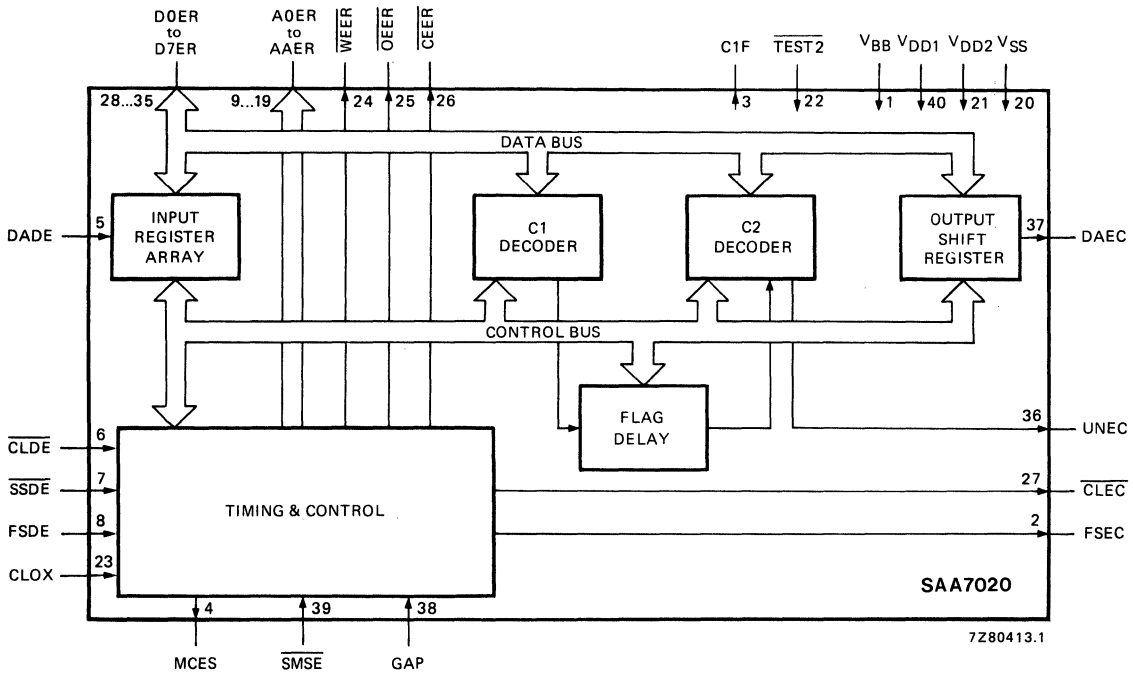 D0ER
to
D7ER
A0ER
to
AAER
WEER
OEER
CEER
C1F
TEST2
VBB
VDD1
VDD2
VSS
28...35
9...19
24
25
26
3
22
1
40
21
20
DATA BUS
DADE
5
INPUT
REGISTER
ARRAY
C1
DECODER
C2
DECODER
OUTPUT
SHIFT
REGISTER
37
DAEC
CONTROL BUS
FLAG
DELAY
36
UNEC
CLDE
6
SSDE
7
FSDE
8
CLOX
23
TIMING & CONTROL
27
CLEC
2
FSEC
SAA7020
4
39
38
MCES
SMSE
GAP
7Z80413.1